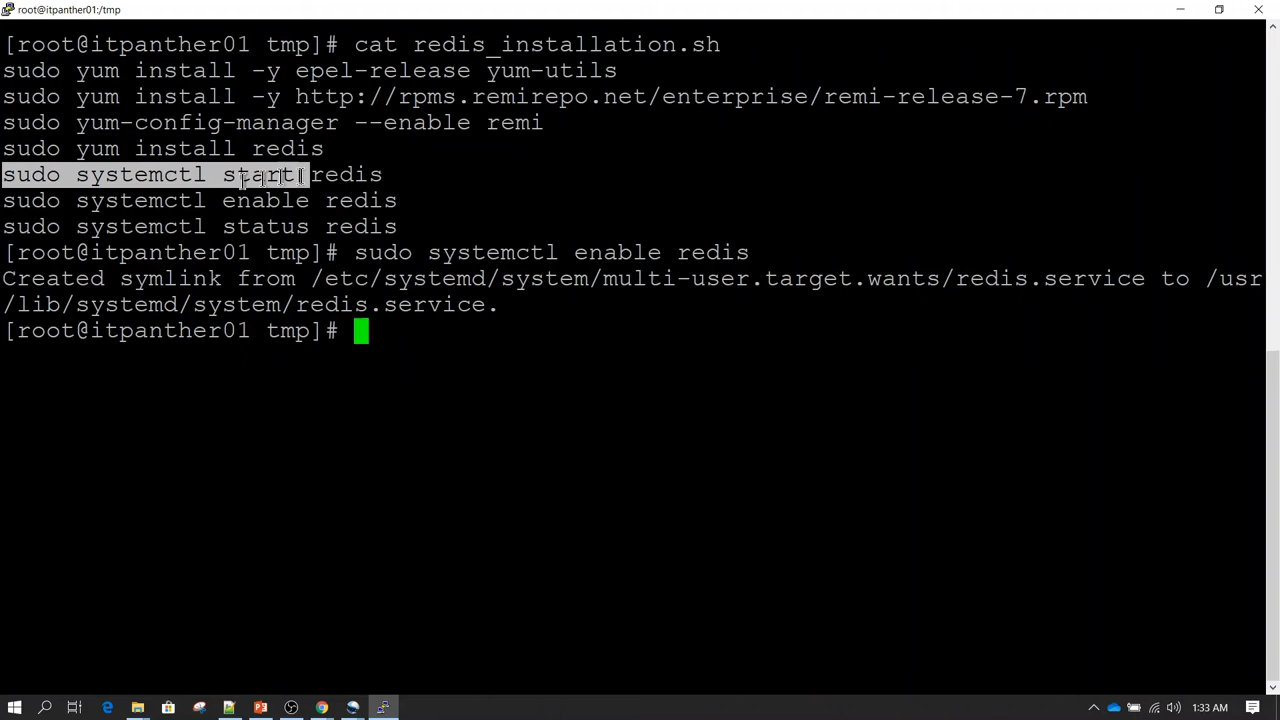 root@itpanther01:/tmp
[root@itpanther01 tmp]# cat redis_installation.sh
sudo yum install -y epel-release yum-utils
sudo yum install -y http://rpms.remirepo.net/enterprise/remi-release-7.rpm
sudo yum-config-manager --enable remi
sudo yum install redis
sudo systemctl start redis
sudo systemctl enable redis
sudo systemctl status redis
[root@itpanther01 tmp]# sudo systemctl enable redis
Created symlink from /etc/systemd/system/multi-user.target.wants/redis.service to /usr
/lib/systemd/system/redis.service.
[root@itpanther01 tmp]#
1:33 AM